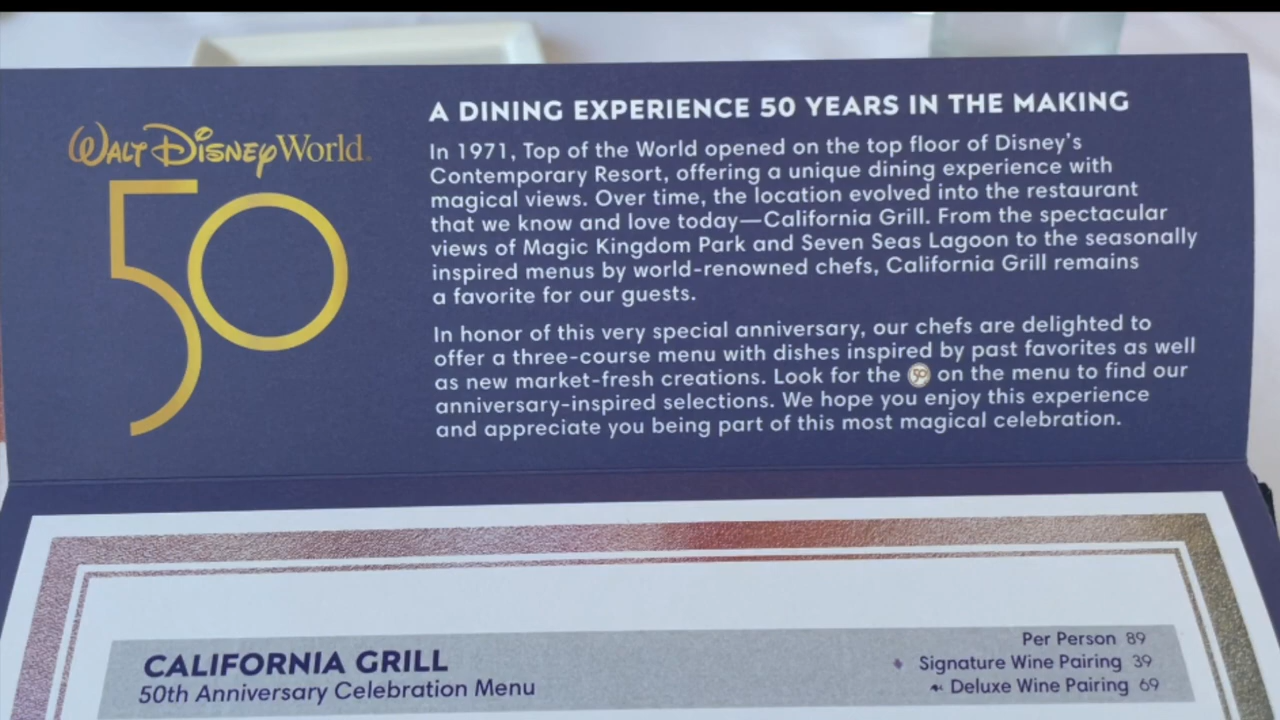 WALT DISNEY World
50
A DINING EXPERIENCE 50 YEARS IN THE MAKING
In 1971, Top of the World opened on the top floor of Disney's
Contemporary Resort, offering a unique dining experience with
magical views. Over time, the location evolved into the restaurant
that we know and love today—California Grill. From the spectacular
views of Magic Kingdom Park and Seven Seas Lagoon to the seasonally
inspired menus by world-renowned chefs, California Grill remains
a favorite for our guests.
In honor of this very special anniversary, our chefs are delighted to
offer a three-course menu with dishes inspired by past favorites as well
as new market-fresh creations. Look for the 50 on the menu to find our
anniversary-inspired selections. We hope you enjoy this experience
and appreciate you being part of this most magical celebration.
CALIFORNIA GRILL
50th Anniversary Celebration Menu
Per Person 89
Signature Wine Pairing 39
Deluxe Wine Pairing 69